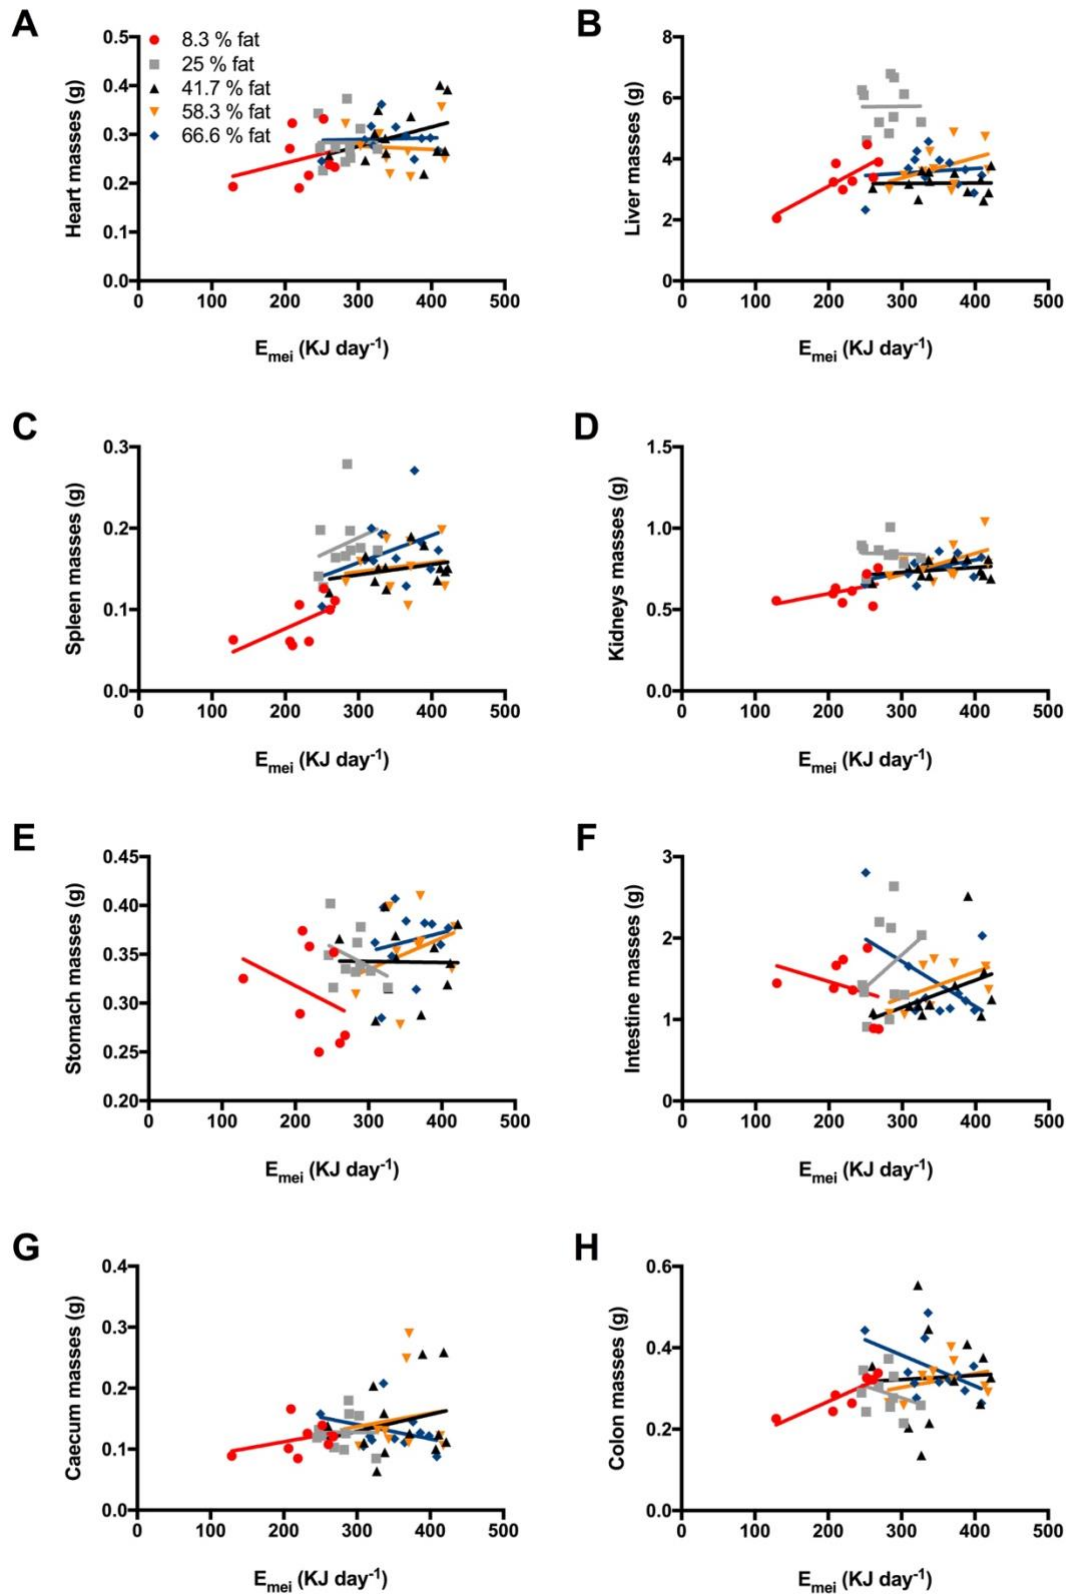 A
0.5
0.4
0.3
0.2
0.1
0.0
Heart masses (g)
8.3 % fat
25 % fat
41.7 % fat
58.3 % fat
66.6 % fat
0 100 200 300 400 500
Emei (KJ day-1)
B
8
6
4
2
0
Liver masses (g)
0 100 200 300 400 500
Emei (KJ day-1)
C
0.3
0.2
0.1
0.0
Spleen masses (g)
0 100 200 300 400 500
Emei (KJ day-1)
D
1.5
1.0
0.5
0.0
Kidneys masses (g)
0 100 200 300 400 500
Emei (KJ day-1)
E
0.45
0.40
0.35
0.30
0.25
0.20
Stomach masses (g)
0 100 200 300 400 500
Emei (KJ day-1)
F
3
2
1
0
Intestine masses (g)
0 100 200 300 400 500
Emei (KJ day-1)
G
0.4
0.3
0.2
0.1
0.0
Caecum masses (g)
0 100 200 300 400 500
Emei (KJ day-1)
H
0.6
0.4
0.2
0.0
Colon masses (g)
0 100 200 300 400 500
Emei (KJ day-1)